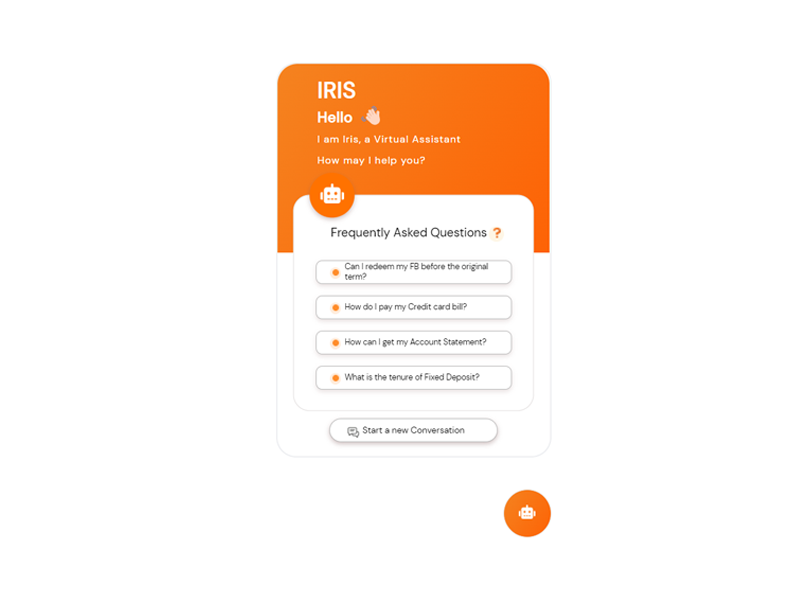 IRIS
Hello
I am Iris, a Virtual Assistant
How may I help you?
Frequently Asked Questions ?
Can I redeem my FB before the original
term?
How do I pay my Credit card bill?
How can I get my Account Statement?
What is the tenure of Fixed Deposit?
Start a new Conversation